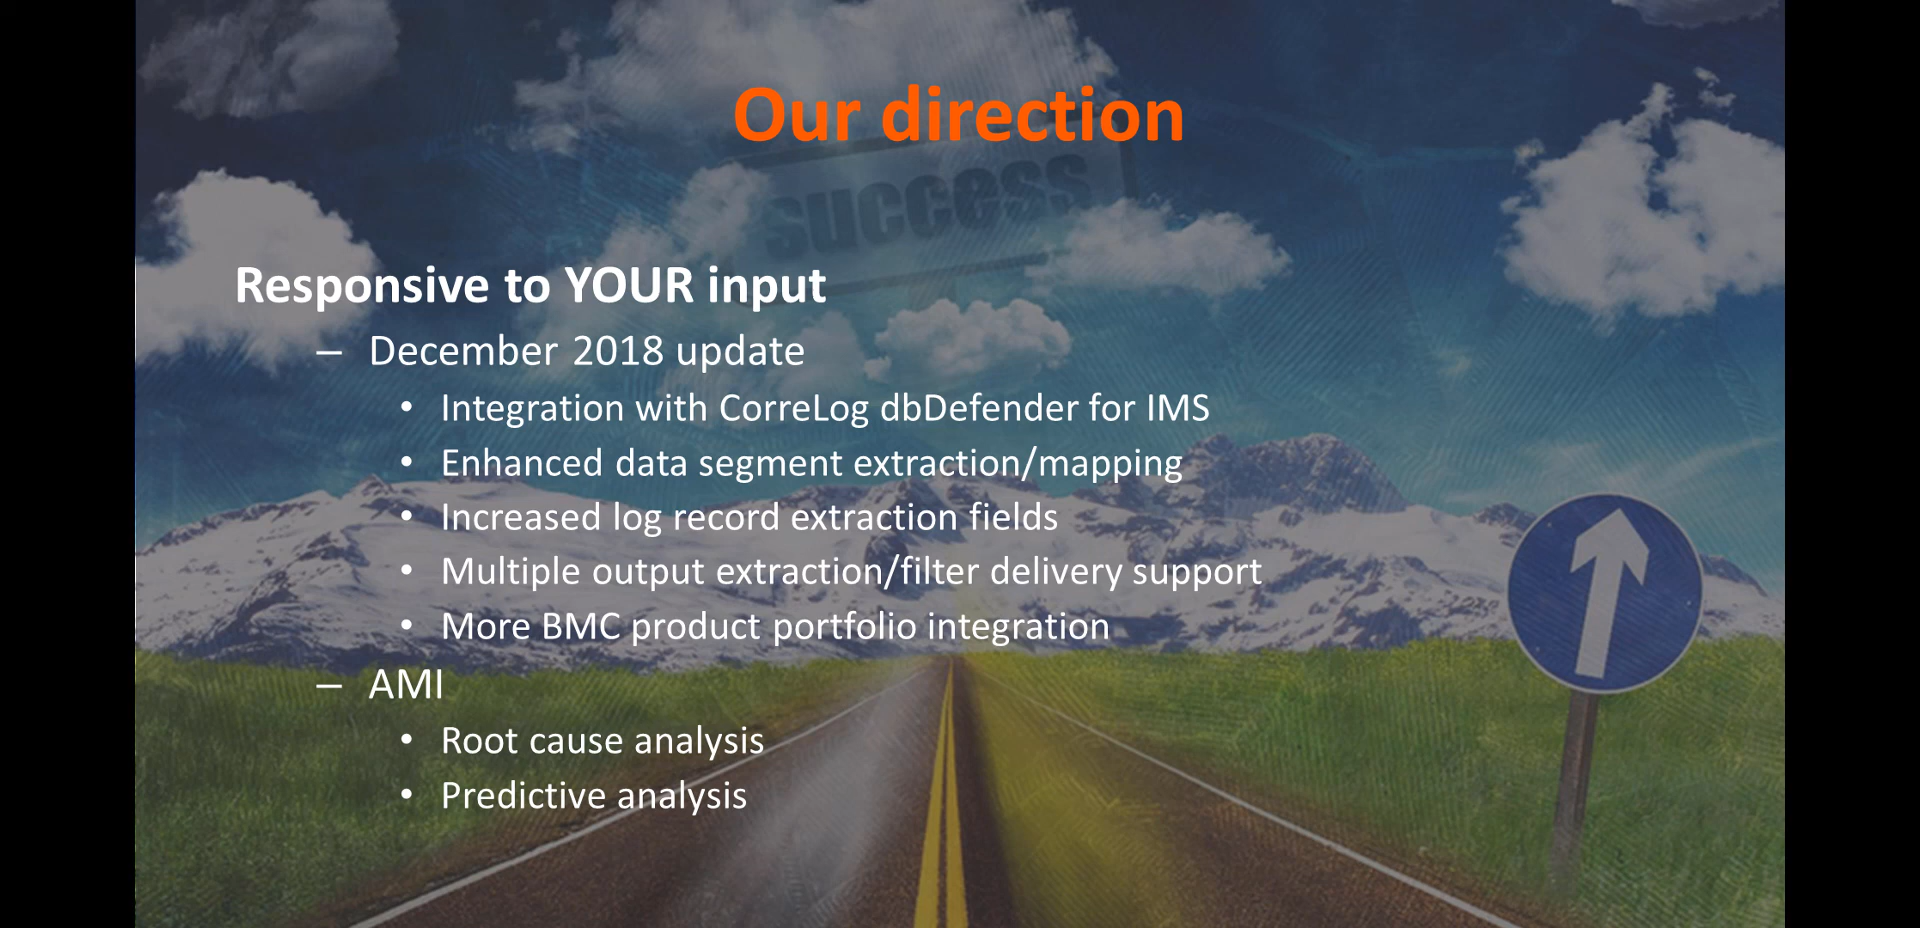 Our direction
success
Responsive to YOUR input
– December 2018 update
• Integration with CorreLog dbDefender for IMS
• Enhanced data segment extraction/mapping
• Increased log record extraction fields
• Multiple output extraction/filter delivery support
• More BMC product portfolio integration
– AMI
• Root cause analysis
• Predictive analysis